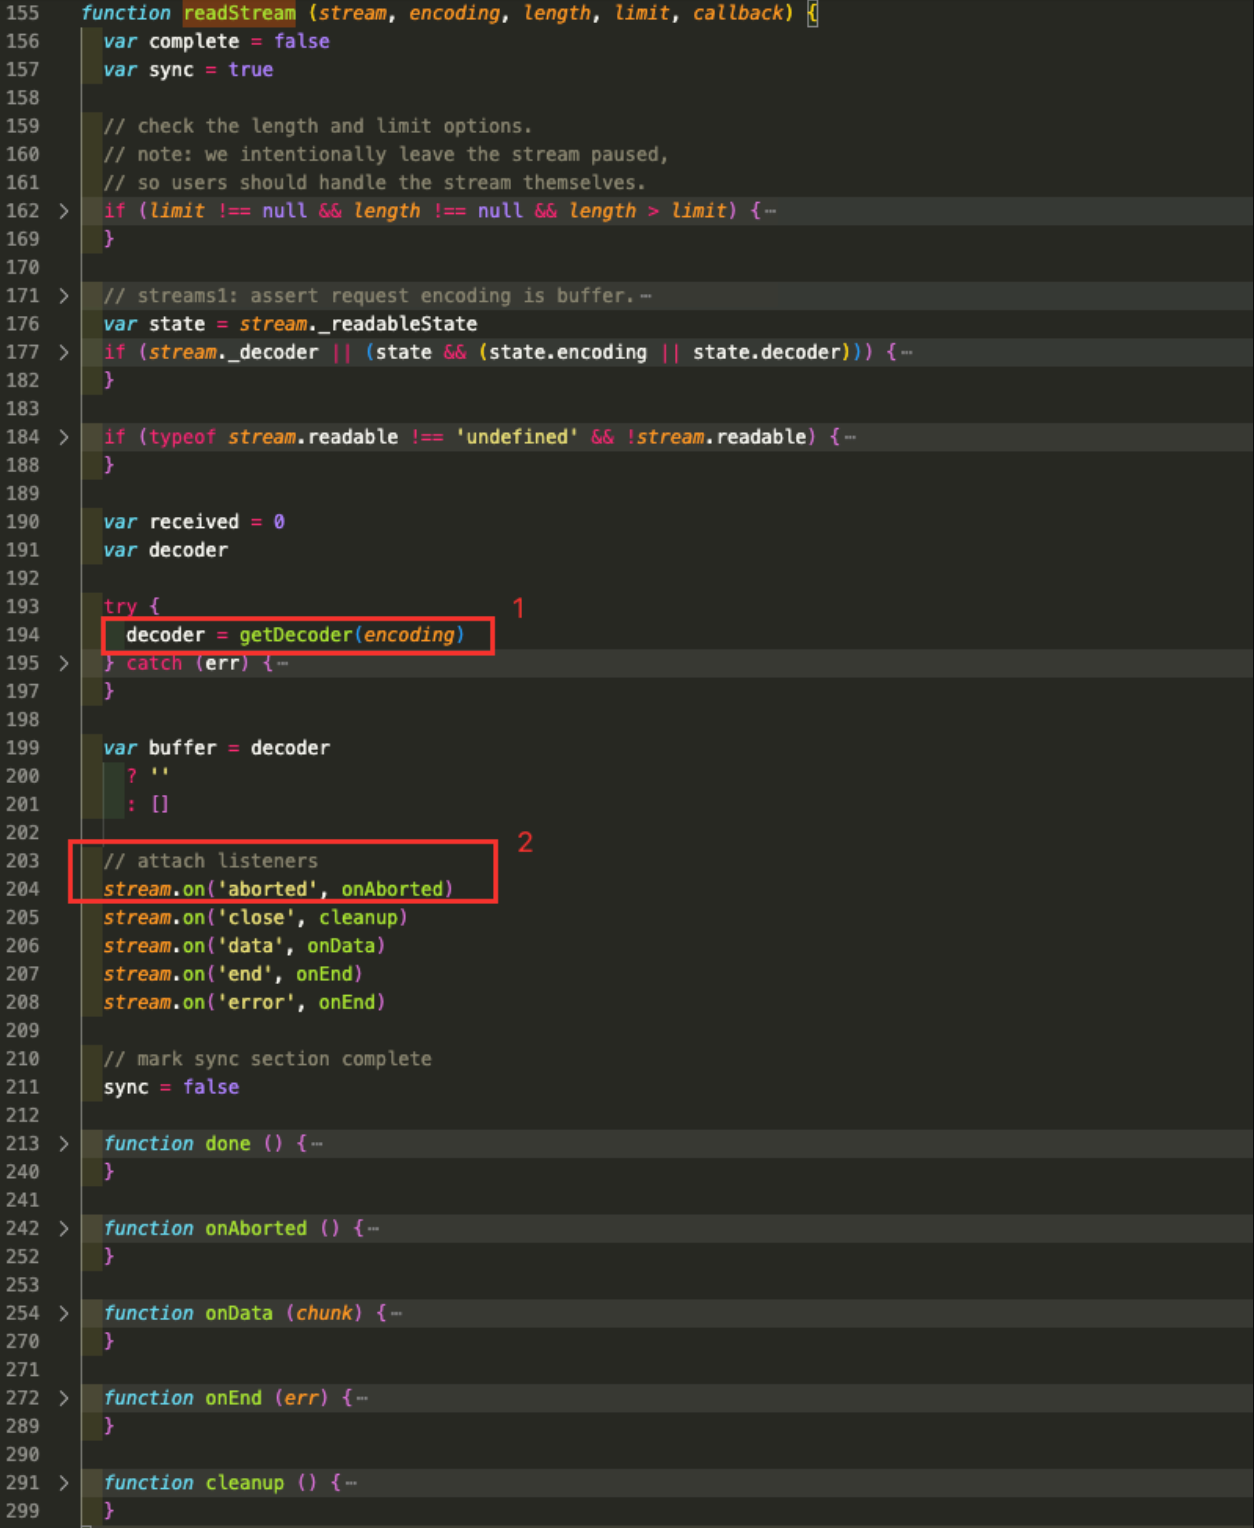 155 function readStream (stream, encoding, length, limit, callback) {
156 var complete = false
157 var sync = true
158
159 // check the length and limit options.
160 // note: we intentionally leave the stream paused,
161 // so users should handle the stream themselves.
162 > if (limit !== null && length !== null && length > limit) {⋯
169 }
170
171 > // streams1: assert request encoding is buffer.⋯
176 var state = stream._readableState
177 > if (stream._decoder || (state && (state.encoding || state.decoder))) {⋯
182 }
183
184 > if (typeof stream.readable !== 'undefined' && !stream.readable) {⋯
188 }
189
190 var received = 0
191 var decoder
192
193 try {
1
194 decoder = getDecoder(encoding)
195 > } catch (err) {⋯
197 }
198
199 var buffer = decoder
200 ? ''
201 : []
202
2
203 // attach listeners
204 stream.on('aborted', onAborted)
205 stream.on('close', cleanup)
206 stream.on('data', onData)
207 stream.on('end', onEnd)
208 stream.on('error', onEnd)
209
210 // mark sync section complete
211 sync = false
212
213 > function done () {⋯
240 }
241
242 > function onAborted () {⋯
252 }
253
254 > function onData (chunk) {⋯
270 }
271
272 > function onEnd (err) {⋯
289 }
290
291 > function cleanup () {⋯
299 }